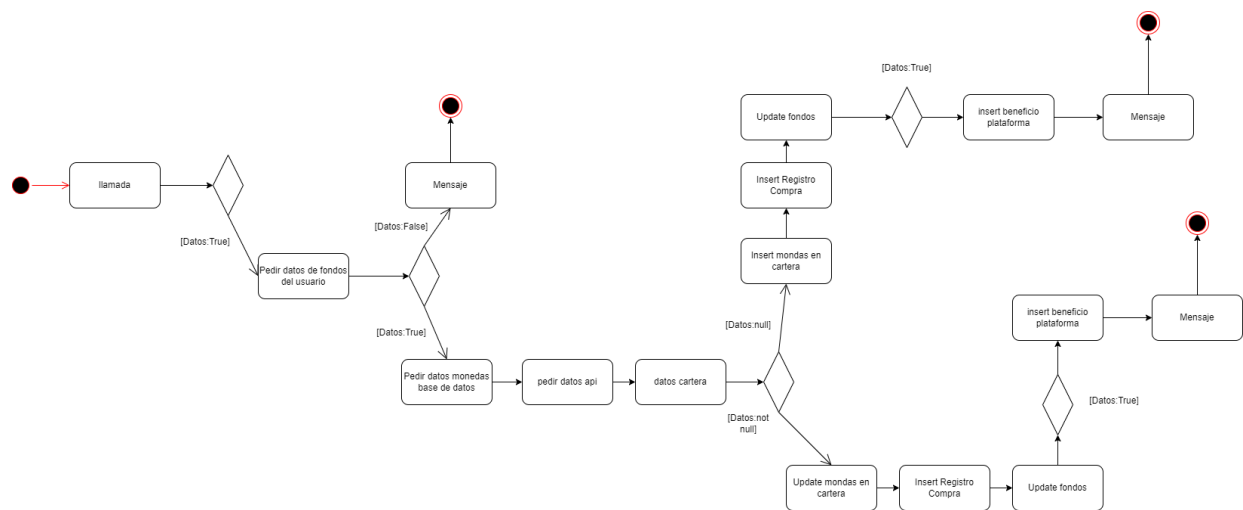 llamada
[Datos:True]
Pedir datos de fondos
del usuario
[Datos:False]
Mensaje
[Datos:True]
Pedir datos monedas
base de datos
pedir datos api
datos cartera
[Datos:null]
Insert mondas en
cartera
Insert Registro
Compra
Update fondos
[Datos:True]
insert beneficio
plataforma
Mensaje
[Datos:not
null]
Update mondas en
cartera
Insert Registro
Compra
Update fondos
[Datos:True]
insert beneficio
plataforma
Mensaje